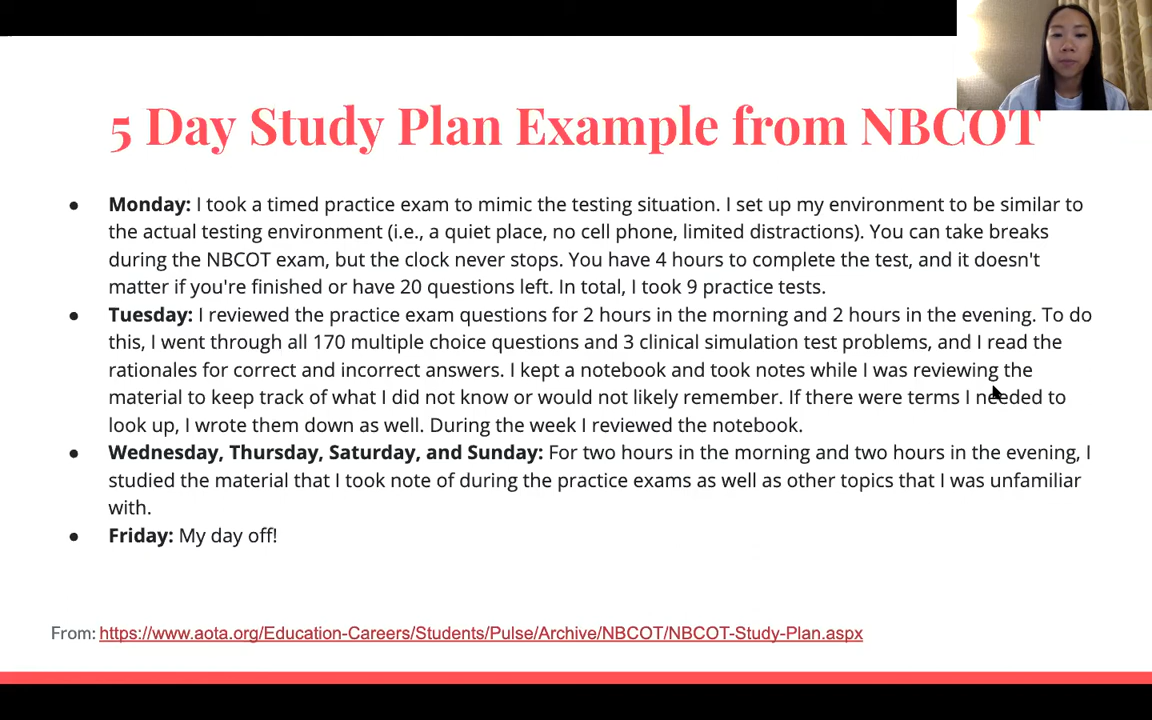 5 Day Study Plan Example from NBCOT
● Monday: I took a timed practice exam to mimic the testing situation. I set up my environment to be similar to
the actual testing environment (i.e., a quiet place, no cell phone, limited distractions). You can take breaks
during the NBCOT exam, but the clock never stops. You have 4 hours to complete the test, and it doesn't
matter if you're finished or have 20 questions left. In total, I took 9 practice tests.
● Tuesday: I reviewed the practice exam questions for 2 hours in the morning and 2 hours in the evening. To do
this, I went through all 170 multiple choice questions and 3 clinical simulation test problems, and I read the
rationales for correct and incorrect answers. I kept a notebook and took notes while I was reviewing the
material to keep track of what I did not know or would not likely remember. If there were terms I needed to
look up, I wrote them down as well. During the week I reviewed the notebook.
● Wednesday, Thursday, Saturday, and Sunday: For two hours in the morning and two hours in the evening, I
studied the material that I took note of during the practice exams as well as other topics that I was unfamiliar
with.
● Friday: My day off!
From: https://www.aota.org/Education-Careers/Students/Pulse/Archive/NBCOT/NBCOT-Study-Plan.aspx